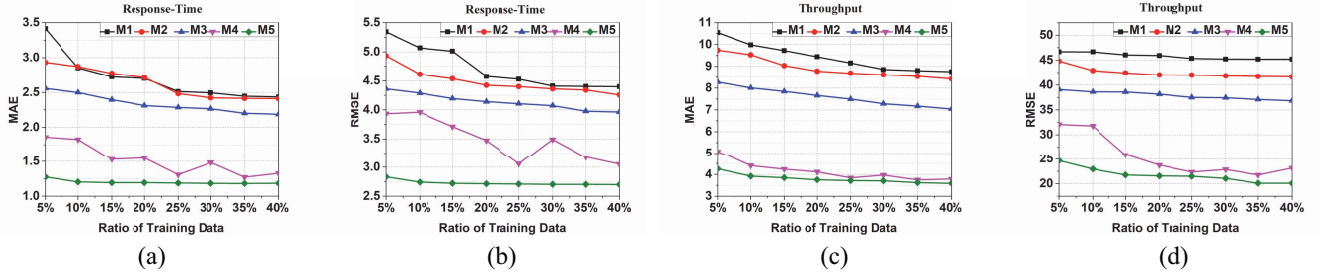 Response-Time
M1 M2 M3 M4 M5
MAE
3.5
3.0
2.5
2.0
1.5
1.0
5% 10% 15% 20% 25% 30% 35% 40%
Ratio of Training Data
(a)
Response-Time
M1 M2 M3 M4 M5
RMSE
5.5
5.0
4.5
4.0
3.5
3.0
2.5
5% 10% 15% 20% 25% 30% 35% 40%
Ratio of Training Data
(b)
Throughput
M1 M2 M3 M4 M5
MAE
11
10
9
8
7
6
5
4
3
5% 10% 15% 20% 25% 30% 35% 40%
Ratio of Training Data
(c)
Throughput
M1 M2 M3 M4 M5
RMSE
50
45
40
35
30
25
20
5% 10% 15% 20% 25% 30% 35% 40%
Ratio of Training Data
(d)